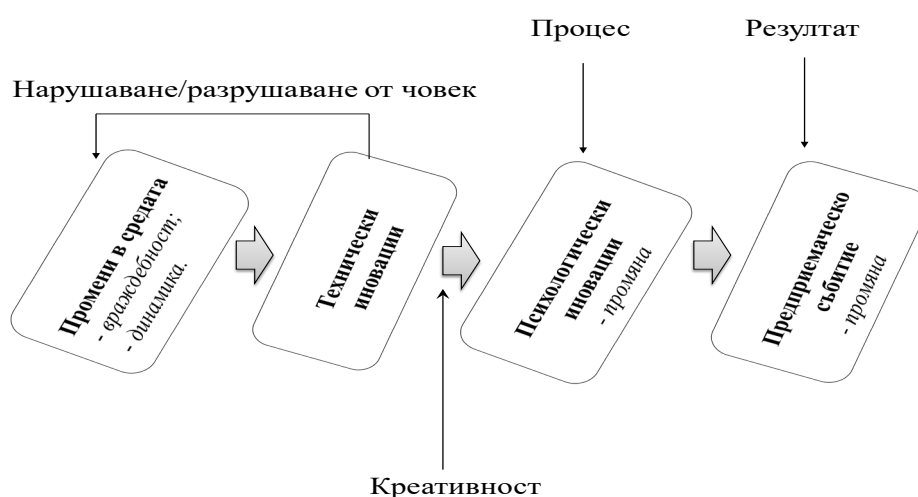 Процес
Резултат
Нарушаване/разрушаване от човек
Промени в средата
- враждебност;
- динамика.
Технически
иновации
Психологически
иновации
- промяна
Предприемаческо
събитие
- промяна
Креативност